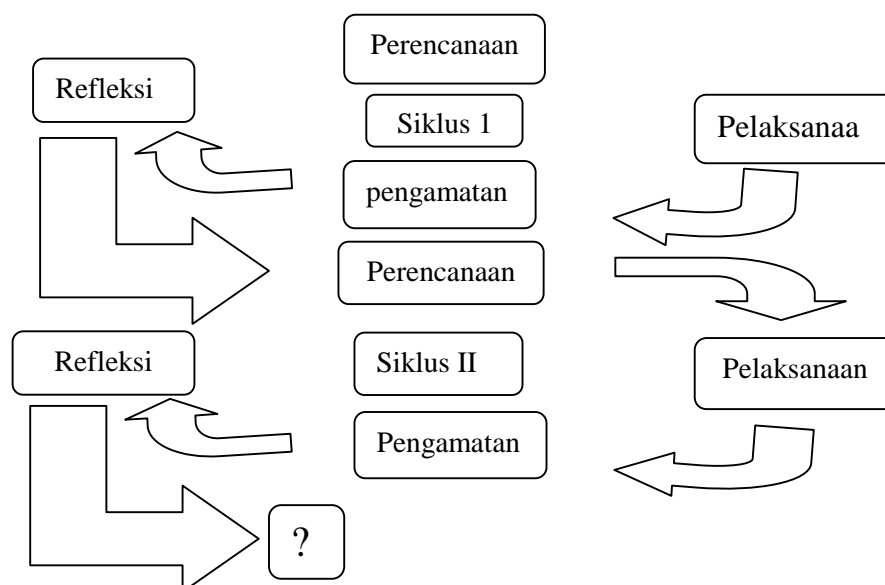 Perencanaan
Refleksi
Siklus 1
Pelaksanaa
pengamatan
Perencanaan
Refleksi
Siklus II
Pelaksanaan
Pengamatan
?